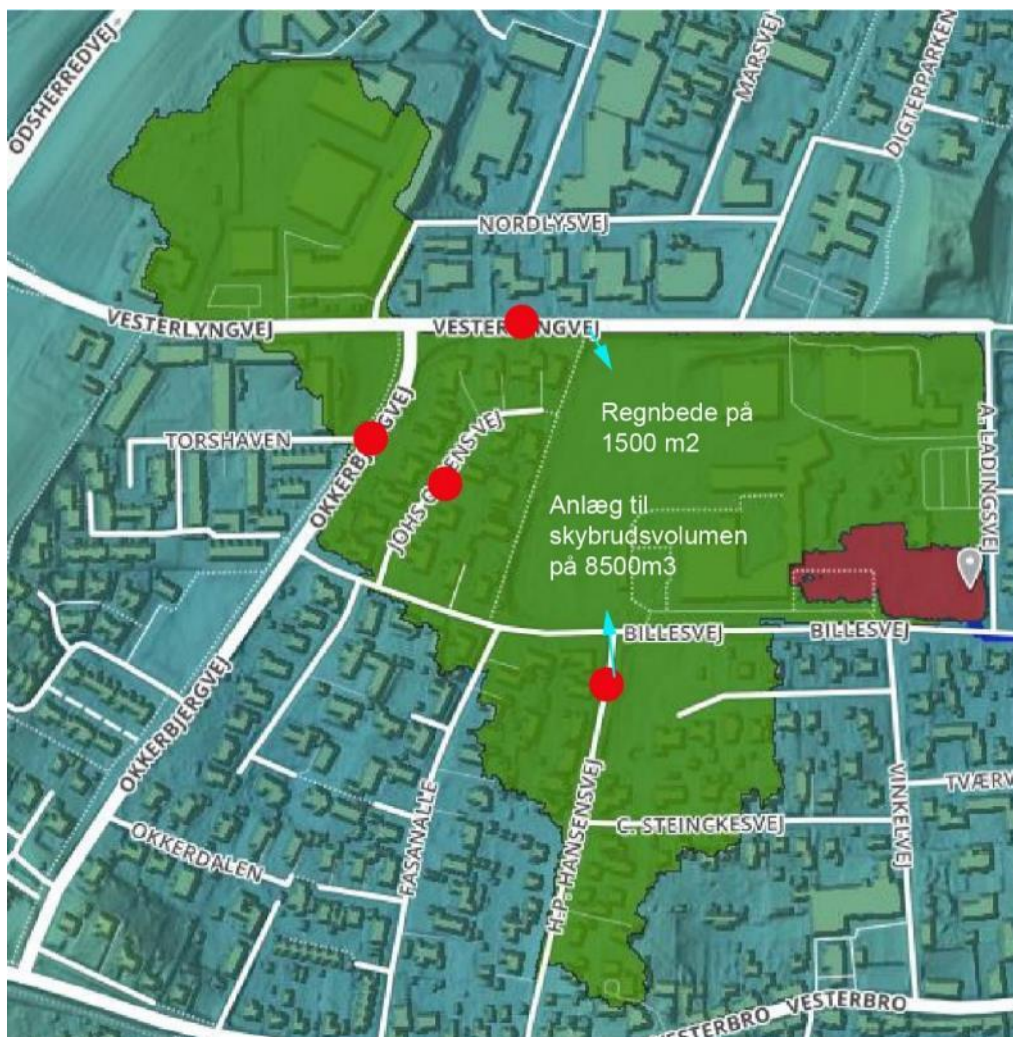 ODSHERREDVEJ
MARSVEJ
DIGTERPARKEN
NORDLYSVEJ
VESTERLYNGVEJ
VESTERLYNGVEJ
Regnbede på
1500 m2
A. LADINGSVEJ
TORSHAVEN
OKKERBJERGVEJ
Anlæg til
skybrudsvolumen
på 8500m3
BILLESVEJ
BILLESVEJ
OKKERBJERGVEJ
FASANALLE
H.P. HANSENSVEJ
VINKELVEJ
TVÆRV
C. STEINCKESVEJ
OKKERDALEN
VESTERBRO
VESTERBRO